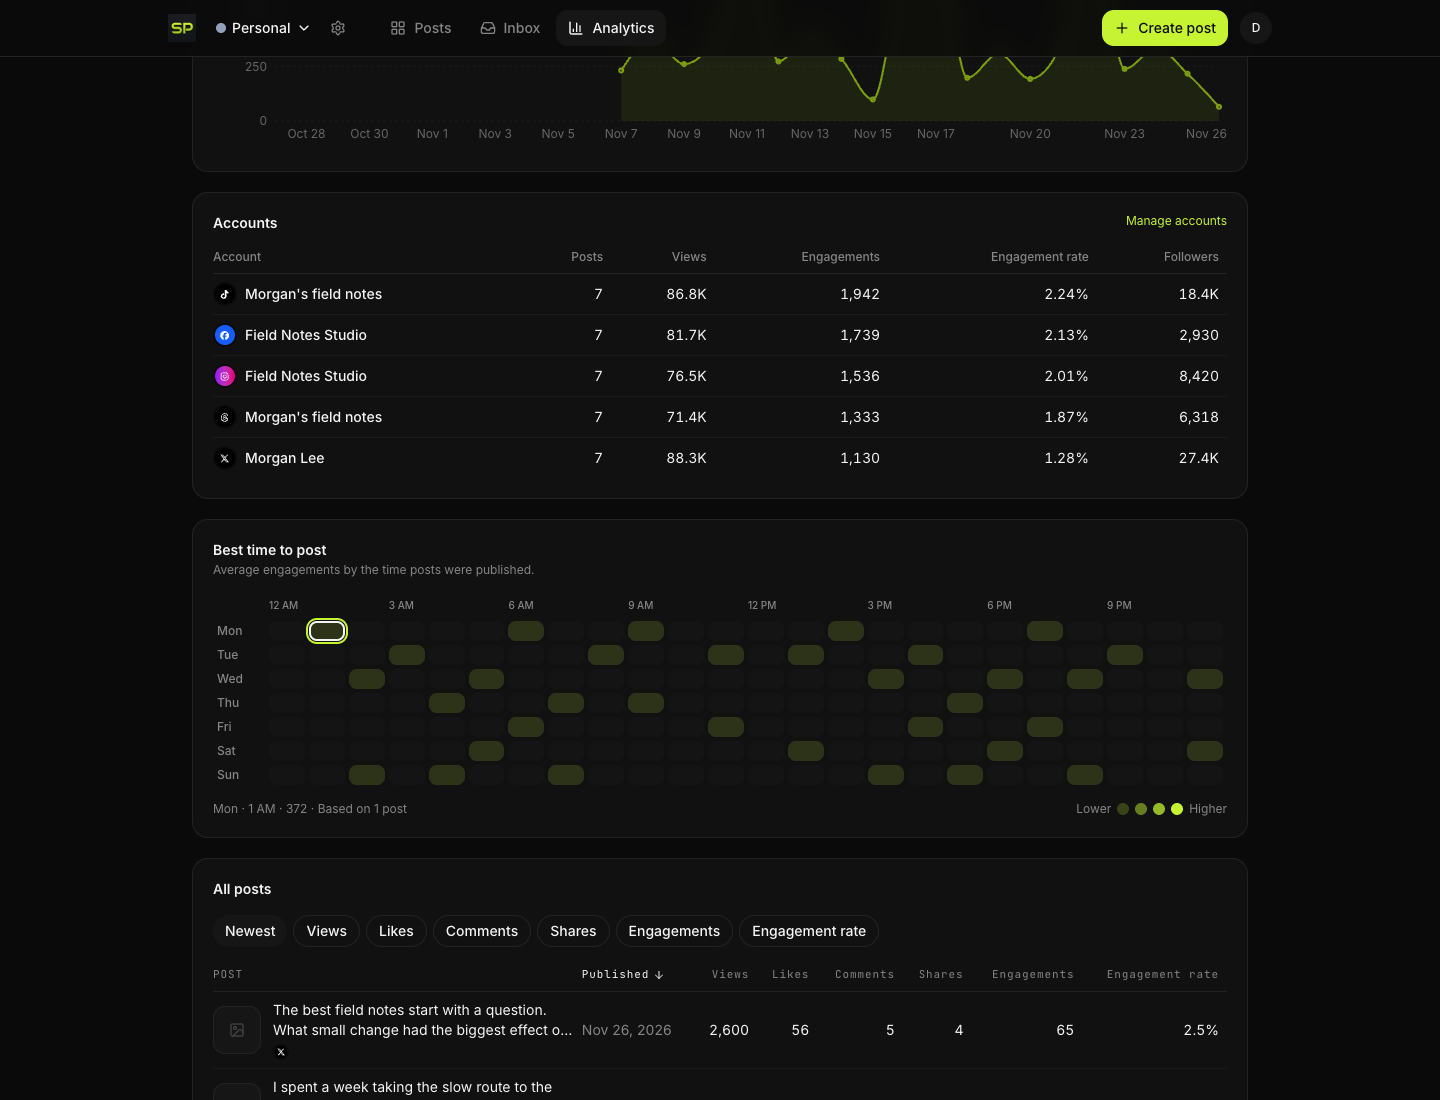 SP Personal Posts Inbox Analytics Create post D
250
0
Oct 28 Oct 30 Nov 1 Nov 3 Nov 5 Nov 7 Nov 9 Nov 11 Nov 13 Nov 15 Nov 17 Nov 20 Nov 23 Nov 26
Accounts Manage accounts
Account Posts Views Engagements Engagement rate Followers
Morgan's field notes 7 86.8K 1,942 2.24% 18.4K
Field Notes Studio 7 81.7K 1,739 2.13% 2,930
Field Notes Studio 7 76.5K 1,536 2.01% 8,420
Morgan's field notes 7 71.4K 1,333 1.87% 6,318
Morgan Lee 7 88.3K 1,130 1.28% 27.4K
Best time to post
Average engagements by the time posts were published.
12 AM 3 AM 6 AM 9 AM 12 PM 3 PM 6 PM 9 PM
Mon
Tue
Wed
Thu
Fri
Sat
Sun
Mon · 1 AM · 372 · Based on 1 post Lower Higher
All posts
Newest Views Likes Comments Shares Engagements Engagement rate
POST Published ↓ Views Likes Comments Shares Engagements Engagement rate
The best field notes start with a question.
What small change had the biggest effect o... Nov 26, 2026 2,600 56 5 4 65 2.5%
I spent a week taking the slow route to the